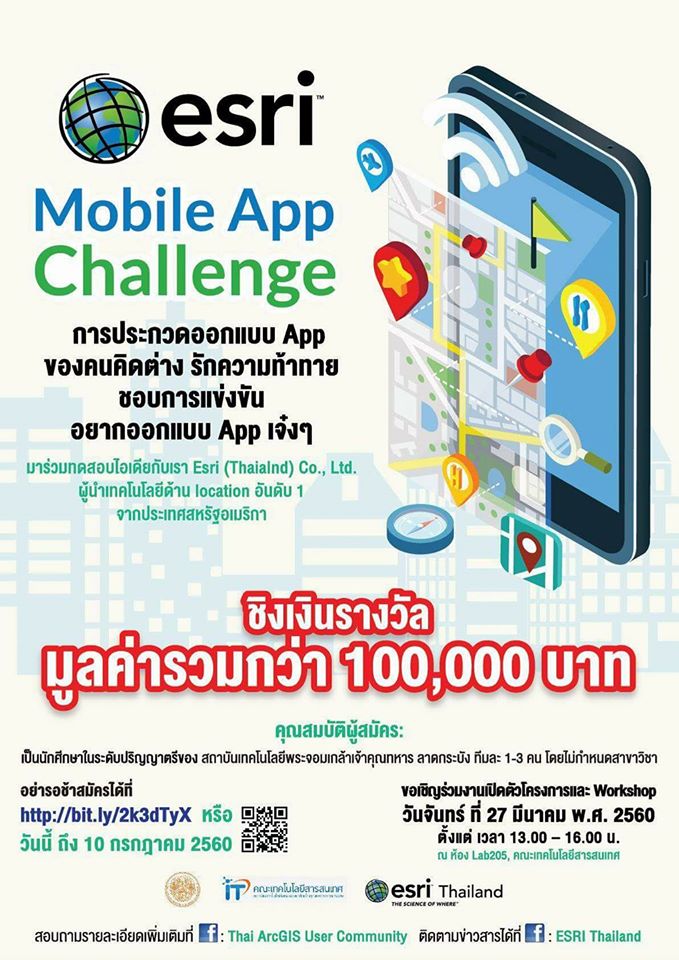 esri™
Mobile App
Challenge
การประกวดออกแบบ App
ของคนคิดต่าง รักความท้าทาย
ชอบการแข่งขัน
อยากออกแบบ App เจ๋งๆ
มาร่วมทดสอบไอเดียกับเรา Esri (Thaialnd) Co., Ltd.
ผู้นำเทคโนโลยีด้าน location อันดับ 1
จากประเทศสหรัฐอเมริกา
ชิงเงินรางวัล
มูลค่ารวมกว่า 100,000 บาท
คุณสมบัติผู้สมัคร:
เป็นนักศึกษาในระดับปริญญาตรีของ สถาบันเทคโนโลยีพระจอมเกล้าเจ้าคุณทหาร ลาดกระบัง ทีมละ 1-3 คน โดยไม่กำหนดสาขาวิชา
อย่ารอช้าสมัครได้ที่
http://bit.ly/2k3dTyX หรือ
วันนี้ ถึง 10 กรกฎาคม 2560
ขอเชิญร่วมงานเปิดตัวโครงการและ Workshop
วันจันทร์ ที่ 27 มีนาคม พ.ศ. 2560
ตั้งแต่ เวลา 13.00 – 16.00 น.
ณ ห้อง Lab205, คณะเทคโนโลยีสารสนเทศ
IT คณะเทคโนโลยีสารสนเทศ
esri Thailand
THE SCIENCE OF WHERE™
สอบถามรายละเอียดเพิ่มเติมที่ f : Thai ArcGIS User Community ติดตามข่าวสารได้ที่ f : ESRI Thailand